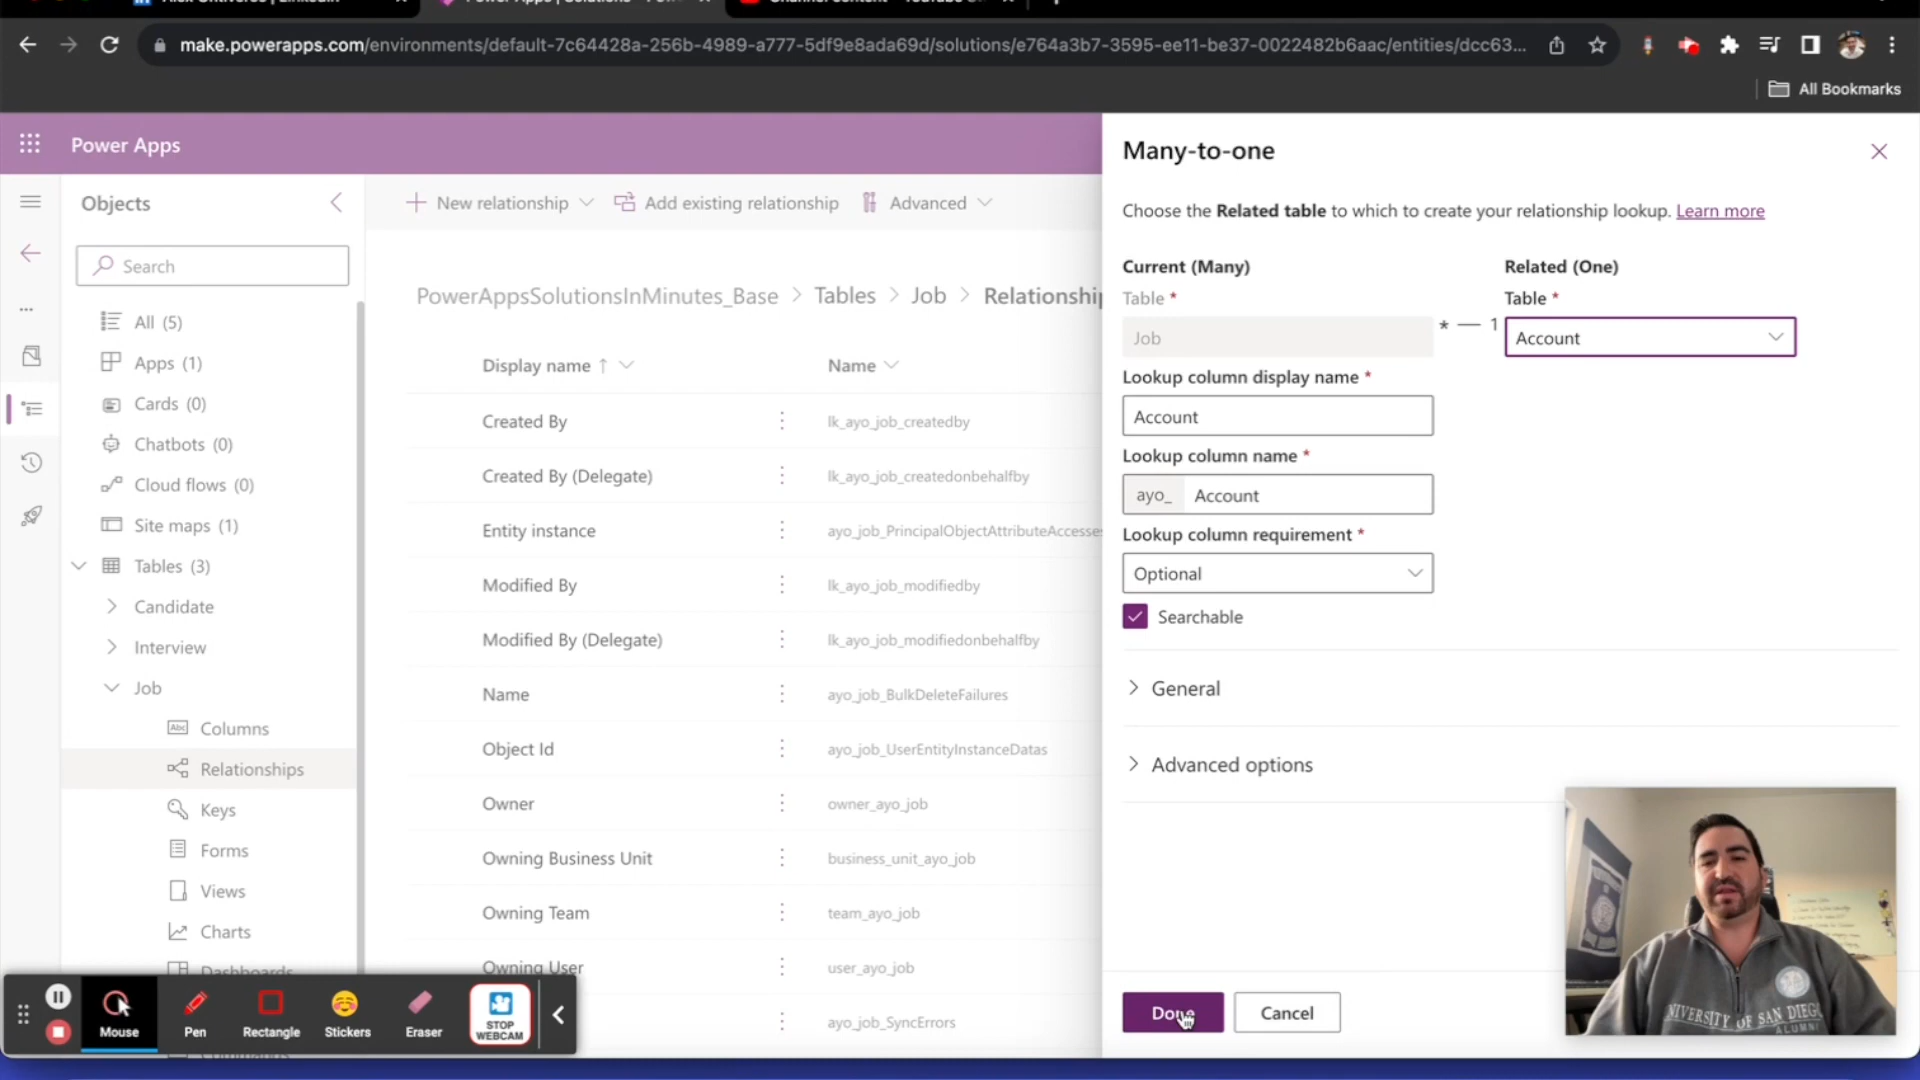 make.powerapps.com/environments/default-7c64428a-256b-4989-a777-5df9e8ada69d/solutions/e764a3b7-3595-ee11-be37-0022482b6aac/entities/dcc63...
All Bookmarks
Power Apps
Objects
Search
All (5)
Apps (1)
Cards (0)
Chatbots (0)
Cloud flows (0)
Site maps (1)
Tables (3)
Candidate
Interview
Job
Columns
Relationships
Keys
Forms
Views
Charts
Dashboards
New relationship
Add existing relationship
Advanced
PowerAppsSolutionsInMinutes_Base > Tables > Job > Relationship
Display name ↑ Name
Created By lk_ayo_job_createdby
Created By (Delegate) lk_ayo_job_createdonbehalfby
Entity instance ayo_job_PrincipalObjectAttributeAccesses
Modified By lk_ayo_job_modifiedby
Modified By (Delegate) lk_ayo_job_modifiedonbehalfby
Name ayo_job_BulkDeleteFailures
Object Id ayo_job_UserEntityInstanceDatas
Owner owner_ayo_job
Owning Business Unit business_unit_ayo_job
Owning Team team_ayo_job
Owning User user_ayo_job
ayo_job_SyncErrors
Many-to-one
Choose the Related table to which to create your relationship lookup. Learn more
Current (Many)
Table *
Job
* — 1
Related (One)
Table *
Account
Lookup column display name *
Account
Lookup column name *
ayo_ Account
Lookup column requirement *
Optional
Searchable
General
Advanced options
Done
Cancel
Mouse
Pen
Rectangle
Stickers
Eraser
STOP
WEBCAM
UNIVERSITY OF SAN DIEGO
ALUMNI